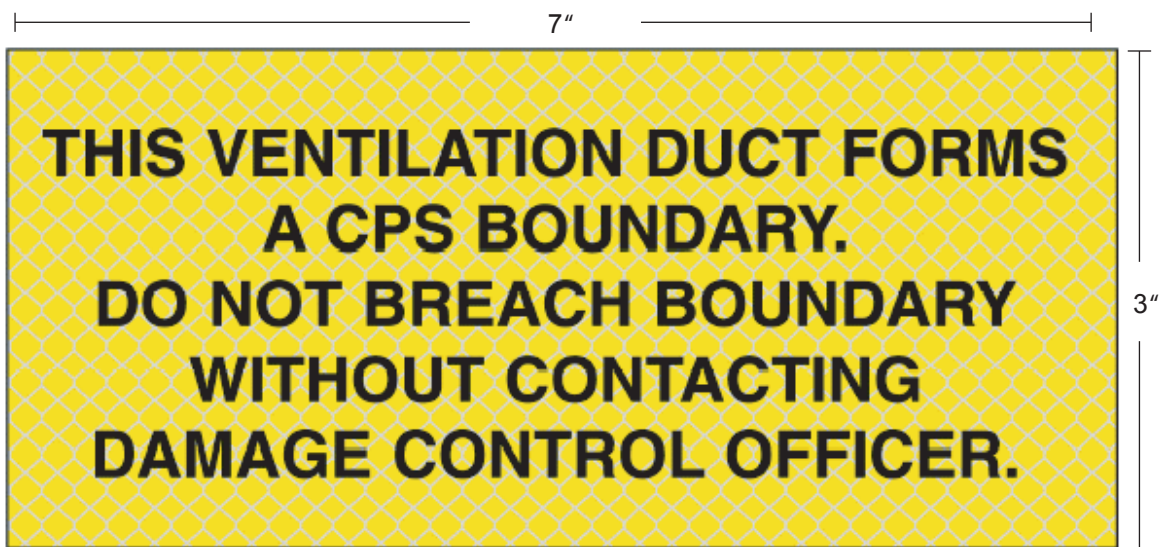 7"
THIS VENTILATION DUCT FORMS
A CPS BOUNDARY.
DO NOT BREACH BOUNDARY
WITHOUT CONTACTING
DAMAGE CONTROL OFFICER.
3"